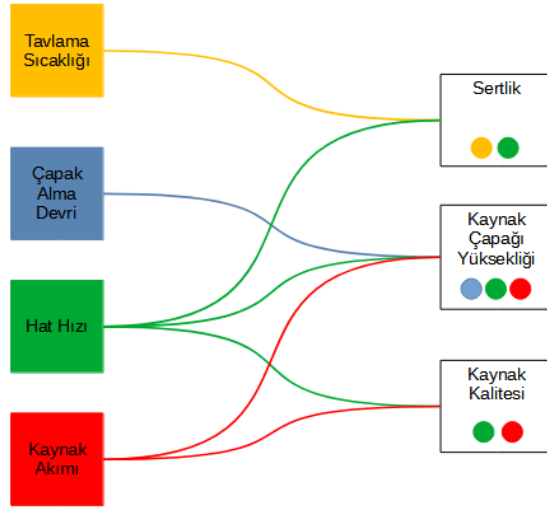 Tavlama
Sıcaklığı
Çapak
Alma
Devri
Hat Hızı
Kaynak
Akımı
Sertlik
Kaynak
Çapağı
Yüksekliği
Kaynak
Kalitesi